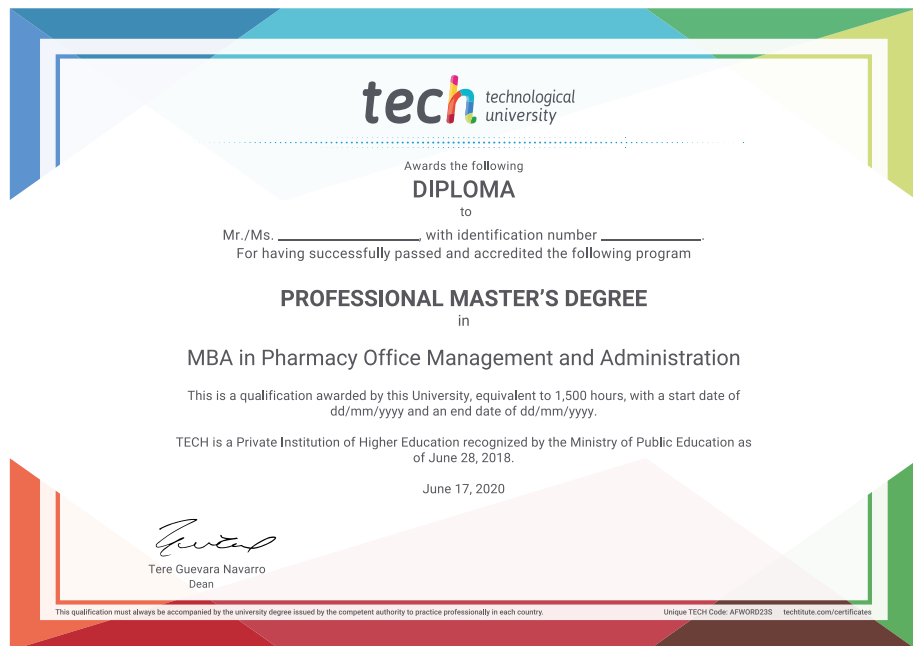 tech technological
university
Awards the following
DIPLOMA
to
Mr./Ms. ____________________, with identification number ______________.
For having successfully passed and accredited the following program
PROFESSIONAL MASTER'S DEGREE
in
MBA in Pharmacy Office Management and Administration
This is a qualification awarded by this University, equivalent to 1,500 hours, with a start date of
dd/mm/yyyy and an end date of dd/mm/yyyy.
TECH is a Private Institution of Higher Education recognized by the Ministry of Public Education as
of June 28, 2018.
June 17, 2020
Tere Guevara Navarro
Dean
This qualification must always be accompanied by the university degree issued by the competent authority to practice professionally in each country. Unique TECH Code: AFWORD23S techtitute.com/certificates